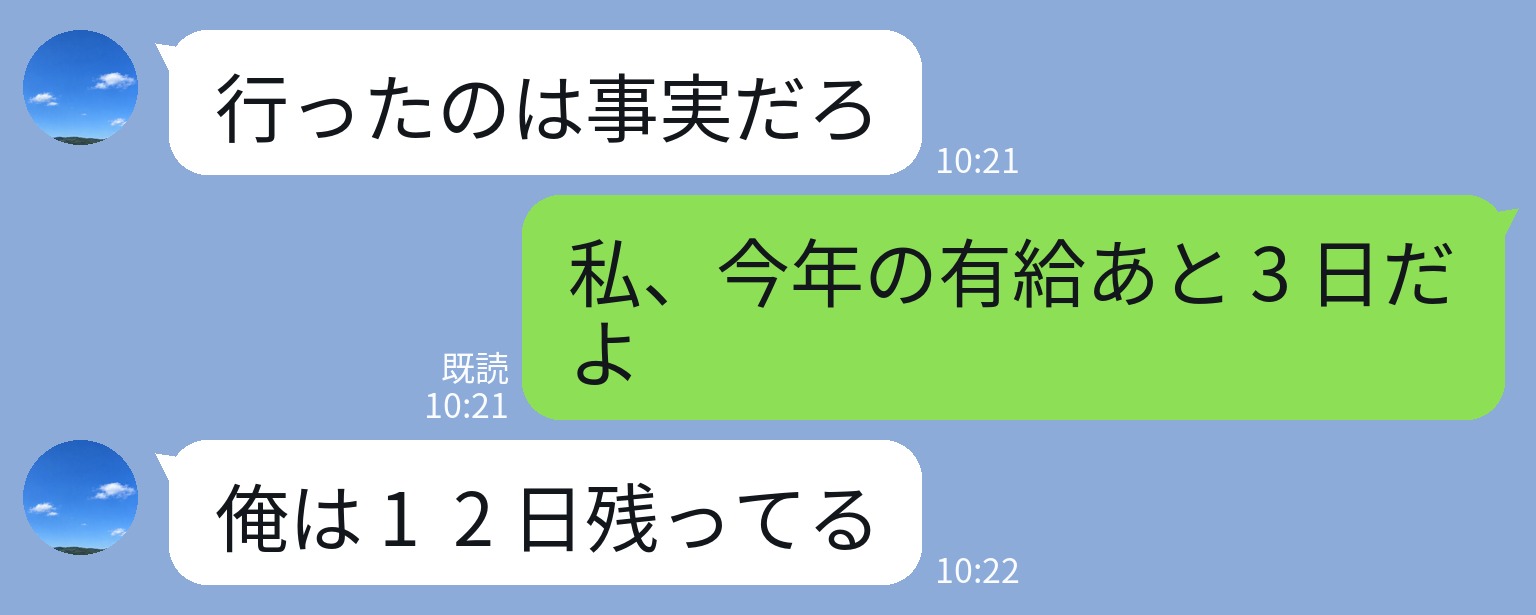 行ったのは事実だろ
10:21
私、今年の有給あと３日だ
よ
既読
10:21
俺は１２日残ってる
10:22